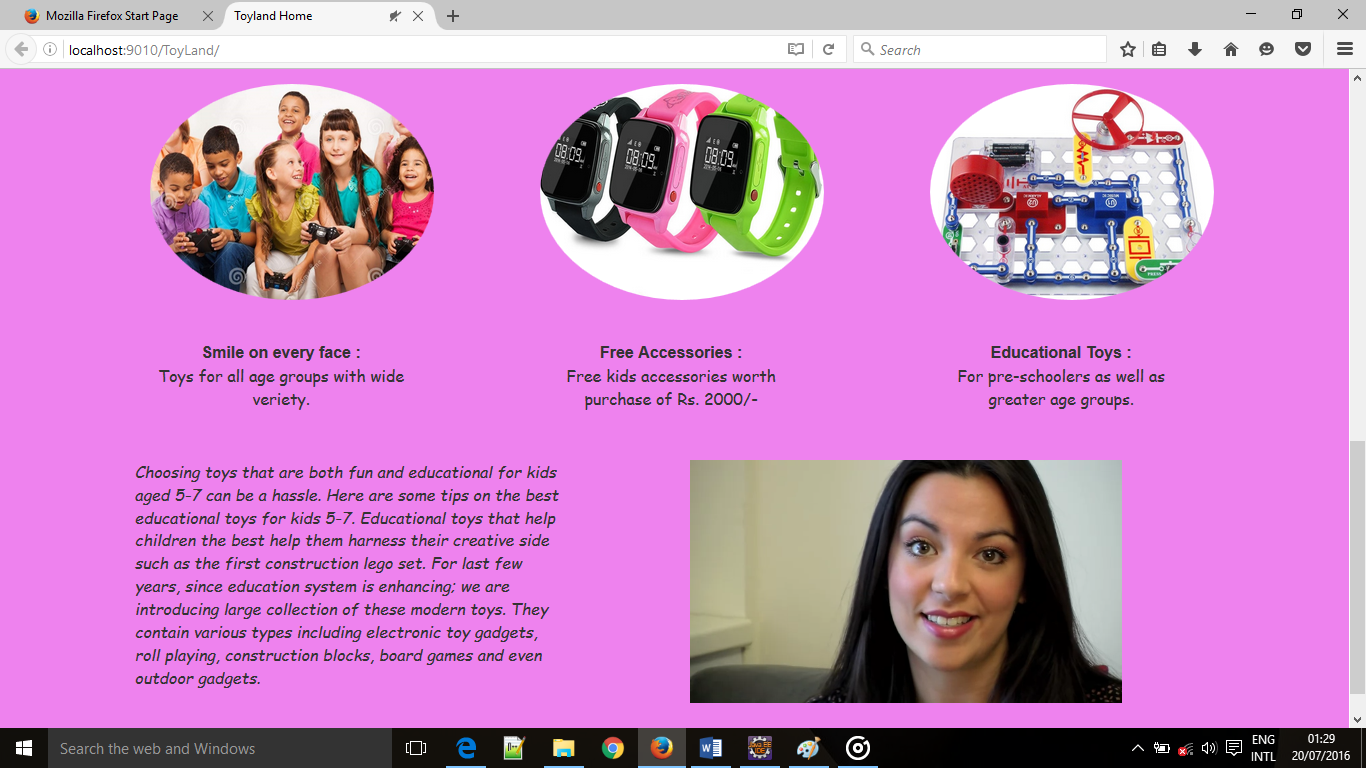 Mozilla Firefox Start Page
Toyland Home
localhost:9010/ToyLand/
Search
08:09
08:09
08:09
Smile on every face :
Toys for all age groups with wide
veriety.
Free Accessories :
Free kids accessories worth
purchase of Rs. 2000/-
Educational Toys :
For pre-schoolers as well as
greater age groups.
Choosing toys that are both fun and educational for kids
aged 5-7 can be a hassle. Here are some tips on the best
educational toys for kids 5-7. Educational toys that help
children the best help them harness their creative side
such as the first construction lego set. For last few
years, since education system is enhancing; we are
introducing large collection of these modern toys. They
contain various types including electronic toy gadgets,
roll playing, construction blocks, board games and even
outdoor gadgets.
Search the web and Windows
ENG
INTL
01:29
20/07/2016